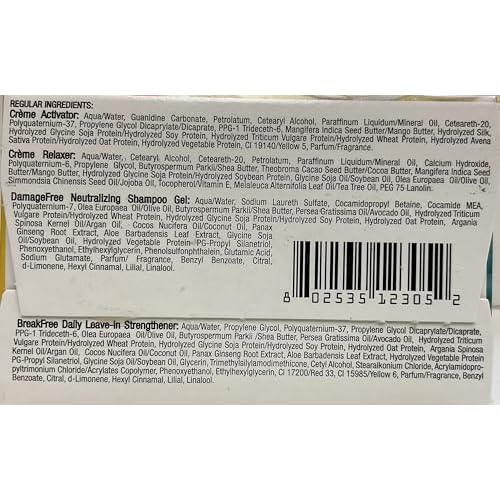 REGULAR INGREDIENTS:
Crème Activator: Aqua/Water, Guanidine Carbonate, Petrolatum, Cetearyl Alcohol, Paraffinum Liquidum/Mineral Oil, Ceteareth-20,
Polyquaternium-37, Propylene Glycol Dicaprylate/Dicaprate, PPG-1 Trideceth-6, Mangifera Indica Seed Butter/Mango Butter, Hydrolyzed Silk,
Hydrolyzed Glycine Soja Protein/Hydrolyzed Soy Protein, Hydrolyzed Triticum Vulgare Protein/Hydrolyzed Wheat Protein, Hydrolyzed Avena
Sativa Protein/Hydrolyzed Oat Protein, Hydrolyzed Vegetable Protein, CI 19140/Yellow 5, Parfum/Fragrance.
Crème Relaxer: Aqua/Water, Cetearyl Alcohol, Ceteareth-20, Petrolatum, Paraffinum Liquidum/Mineral Oil, Calcium Hydroxide,
Polyquaternium-6, Propylene Glycol, Butyrospermum Parkii/Shea Butter, Theobroma Cacao Seed Butter/Cocoa Butter, Mangifera Indica Seed
Butter/Mango Butter, Hydrolyzed Glycine Soja Protein/Hydrolyzed Soybean Protein, Glycine Soja Oil/Soybean Oil, Olea Europaea Oil/Olive Oil,
Simmondsia Chinensis Seed Oil/Jojoba Oil, Tocopherol/Vitamin E, Melaleuca Alternifolia Leaf Oil/Tea Tree Oil, PEG 75 Lanolin.
DamageFree Neutralizing Shampoo Gel: Aqua/Water, Sodium Laureth Sulfate, Cocamidopropyl Betaine, Cocamide MEA,
Polyquaternium-7, Olea Europaea Oil/Olive Oil, Butyrospermum Parkii/Shea Butter, Persea Gratissima Oil/Avocado Oil, Hydrolyzed Triticum
Vulgare Protein/Hydrolyzed Wheat Protein, Hydrolyzed Glycine Soja Protein/Hydrolyzed Soy Protein, Hydrolyzed Oat Protein, Argania
Spinosa Kernel Oil/Argan Oil, Cocos Nucifera Oil/Coconut Oil, Panax
Ginseng Root Extract, Aloe Barbadensis Leaf Extract, Glycine Soja
Oil/Soybean Oil, Hydrolyzed Vegetable Protein PG-Propyl Silanetriol,
Phenoxyethanol, Ethylhexylglycerin, Phenolsulfonphthalein, Glutamic Acid,
Sodium Glutamate, Parfum/ Fragrance, Benzyl Benzoate, Citral,
d-Limonene, Hexyl Cinnamal, Lilial, Linalool.
8 02535 12305 2
BreakFree Daily Leave-in Strengthener: Aqua/Water, Propylene Glycol, Polyquaternium-37, Propylene Glycol Dicaprylate/Dicaprate,
PPG-1 Trideceth-6, Olea Europaea Oil/Olive Oil, Butyrospermum Parkii /Shea Butter, Persea Gratissima Oil/Avocado Oil, Hydrolyzed Triticum
Vulgare Protein/Hydrolyzed Wheat Protein, Hydrolyzed Glycine Soja Protein/Hydrolyzed Soy Protein, Hydrolyzed Oat Protein, Argania Spinosa
Kernel Oil/Argan Oil, Cocos Nucifera Oil/Coconut Oil, Panax Ginseng Root Extract, Aloe Barbadensis Leaf Extract, Hydrolyzed Vegetable Protein
PG-Propyl Silanetriol, Glycine Soja Oil/Soybean Oil, Glycerin, Trimethylsilylamodimethicone, Cetyl Alcohol, Stearalkonium Chloride, Acrylamidopro-
pyltrimonium Chloride/Acrylates Copolymer, Phenoxyethanol, Ethylhexylglycerin, CI 17200/Red 33, CI 15985/Yellow 6, Parfum/Fragrance, Benzyl
Benzoate, Citral, d-Limonene, Hexyl Cinnamal, Lilial, Linalool.